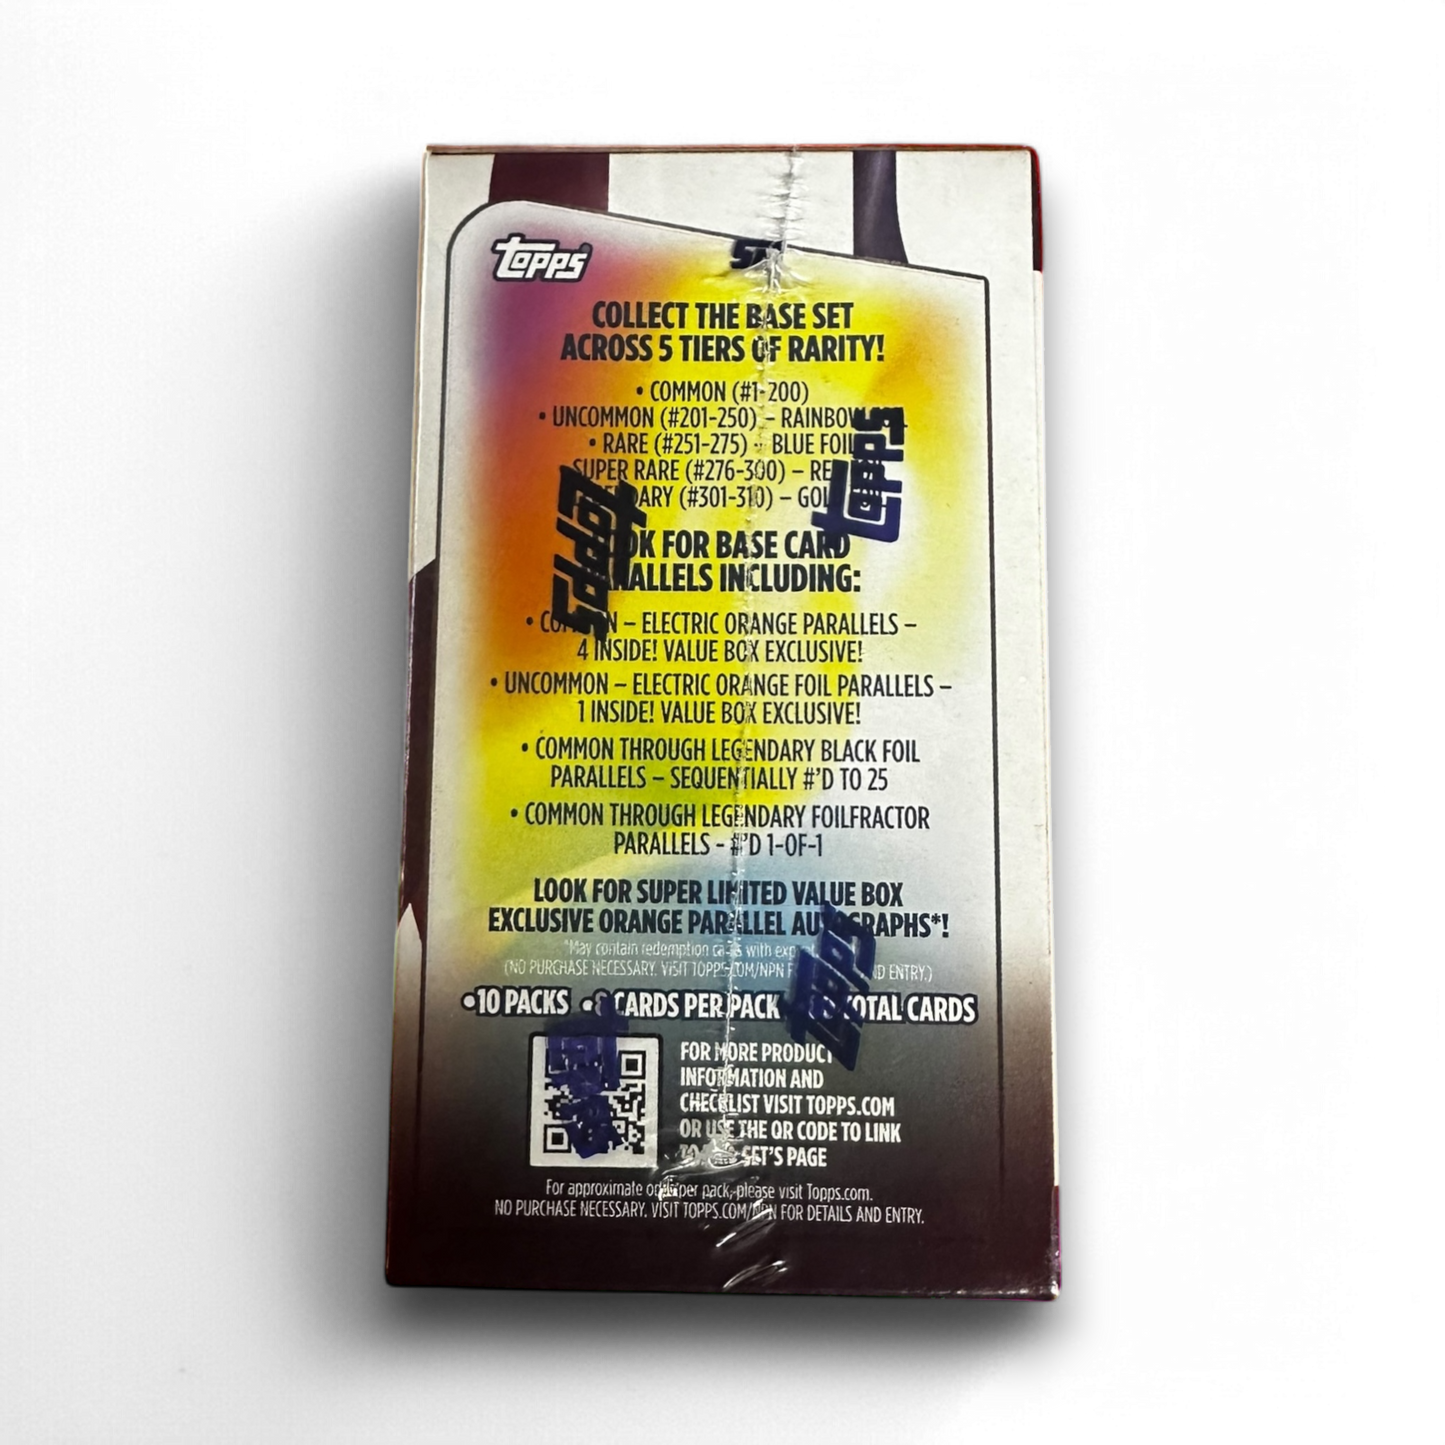 Topps
COLLECT THE BASE SET
ACROSS 5 TIERS OF RARITY!
• COMMON (#1-200)
• UNCOMMON (#201-250) – RAINBOW
• RARE (#251-275) – BLUE FOIL
SUPER RARE (#276-300) –
(#301-310) –
Topps
Topps
FOR BASE CARD
INCLUDING:
• – ELECTRIC ORANGE PARALLELS –
4 INSIDE! VALUE BOX EXCLUSIVE!
• UNCOMMON – ELECTRIC ORANGE FOIL PARALLELS –
1 INSIDE! VALUE BOX EXCLUSIVE!
• COMMON THROUGH LEGENDARY BLACK FOIL
PARALLELS – SEQUENTIALLY #'D TO 25
• COMMON THROUGH LEGENDARY FOILFRACTOR
PARALLELS - #'D 1-OF-1
LOOK FOR SUPER LIMITED VALUE BOX
EXCLUSIVE ORANGE PARALLEL AUTOGRAPHS*!
*May contain redemption cards with
(NO PURCHASE NECESSARY. VISIT TOPPS.COM/NPN ENTRY.)
•10 PACKS •8 CARDS PER PACK TOTAL CARDS
Topps
Topps
FOR MORE PRODUCT
INFORMATION AND
CHECKLIST VISIT TOPPS.COM
OR USE THE QR CODE TO LINK
TO SET'S PAGE
For approximate odds per pack, please visit Topps.com.
NO PURCHASE NECESSARY. VISIT TOPPS.COM/NPN FOR DETAILS AND ENTRY.